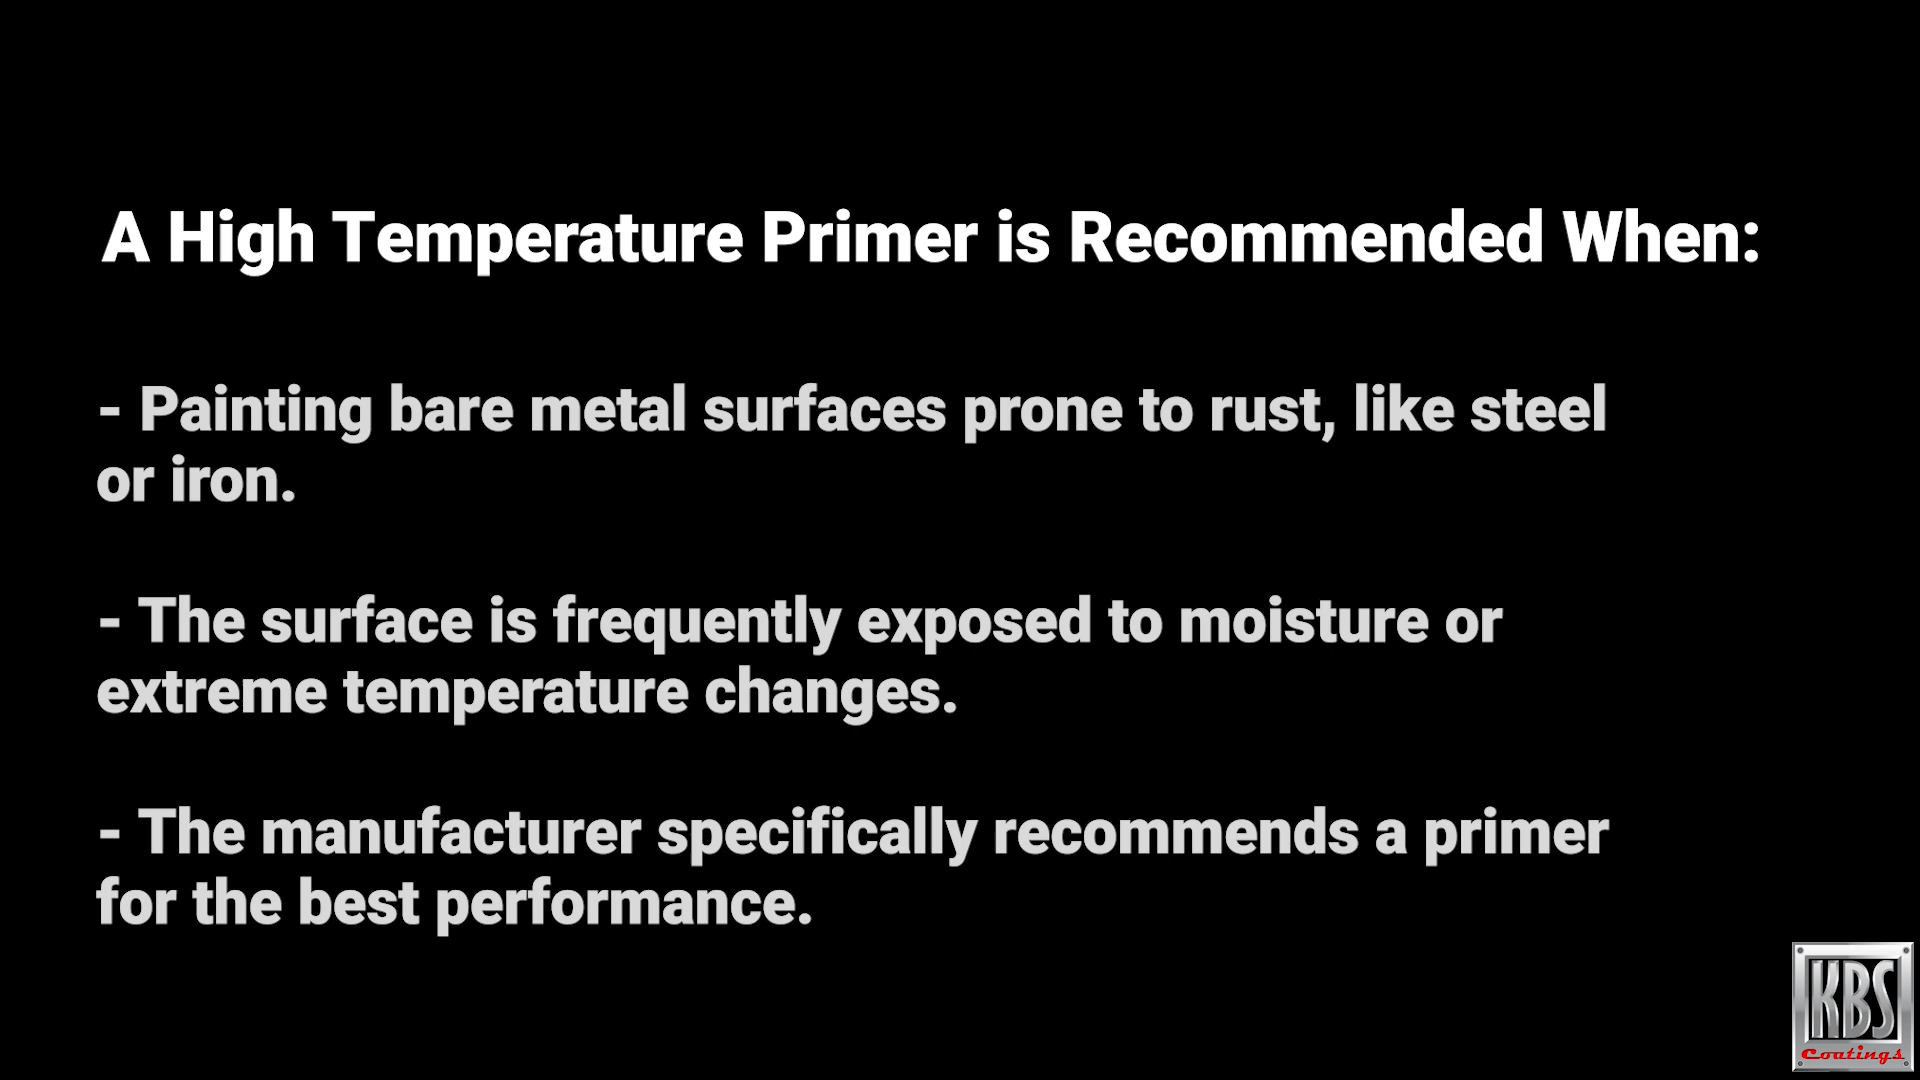 A High Temperature Primer is Recommended When:
- Painting bare metal surfaces prone to rust, like steel
or iron.
- The surface is frequently exposed to moisture or
extreme temperature changes.
- The manufacturer specifically recommends a primer
for the best performance.
KBS
Coatings